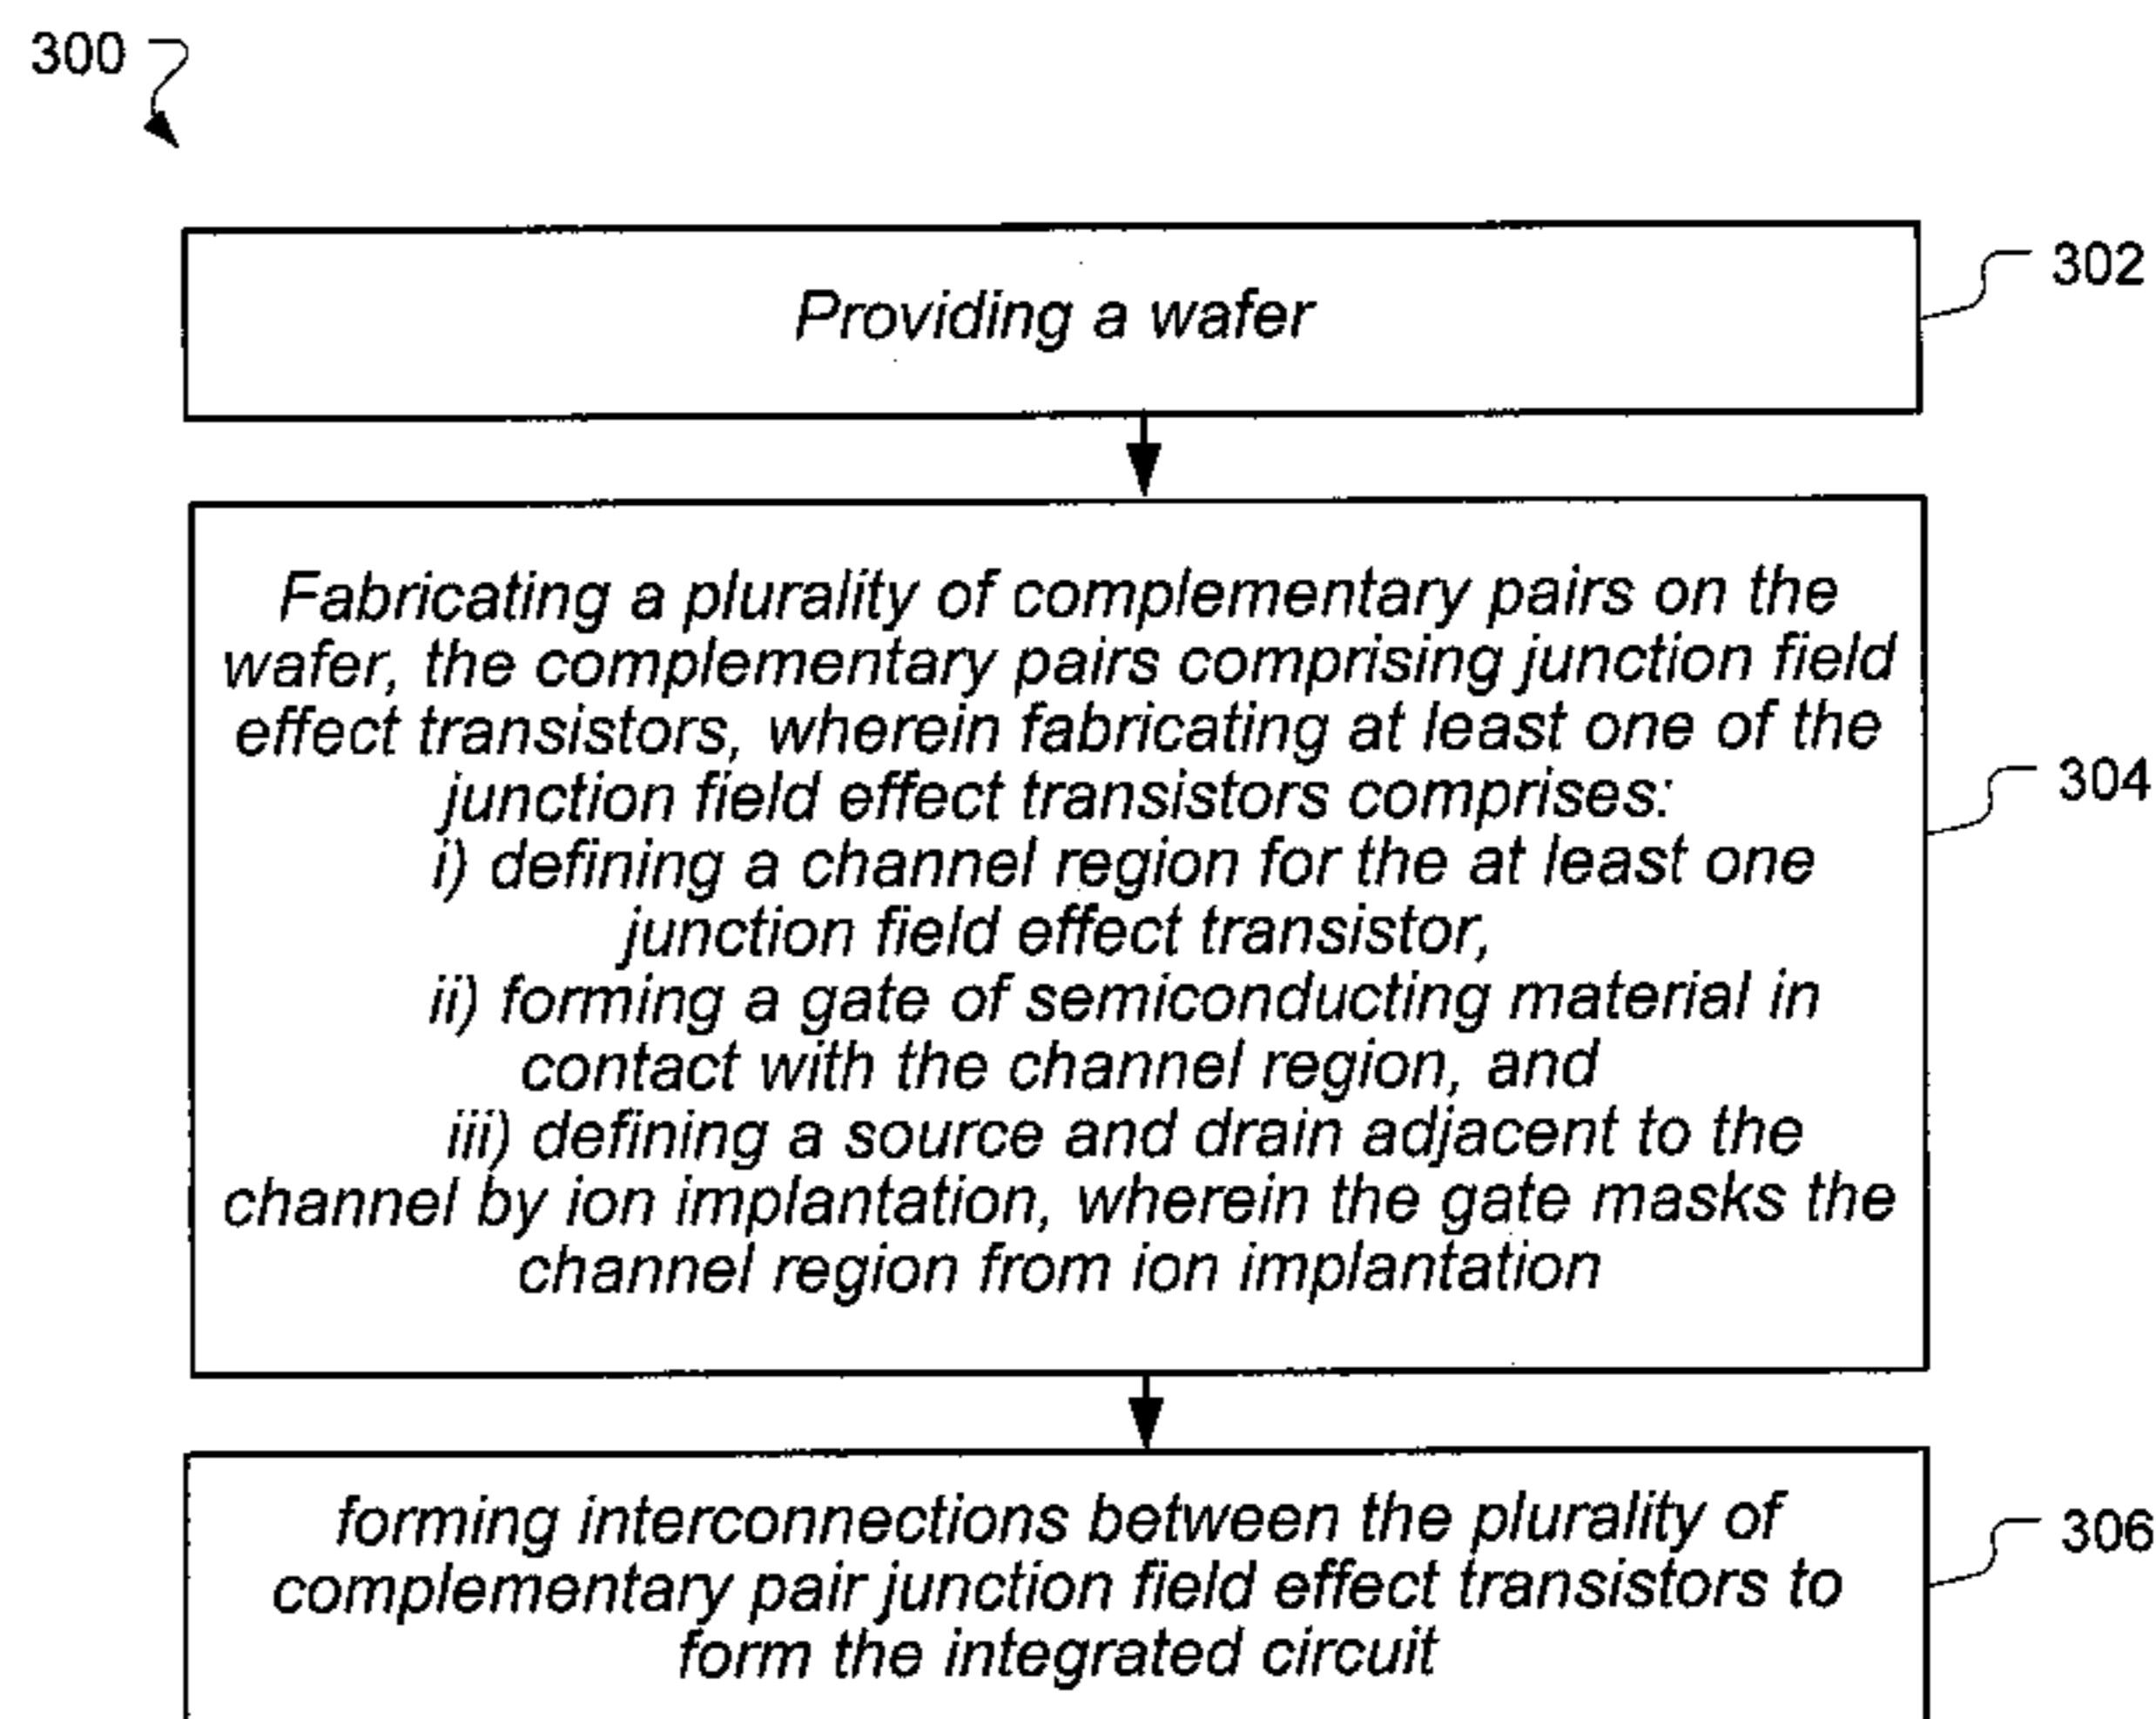 300
Providing a wafer
302
Fabricating a plurality of complementary pairs on the
wafer, the complementary pairs comprising junction field
effect transistors, wherein fabricating at least one of the
junction field effect transistors comprises:
i) defining a channel region for the at least one
junction field effect transistor,
ii) forming a gate of semiconducting material in
contact with the channel region, and
iii) defining a source and drain adjacent to the
channel by ion implantation, wherein the gate masks the
channel region from ion implantation
304
forming interconnections between the plurality of
complementary pair junction field effect transistors to
form the integrated circuit
306